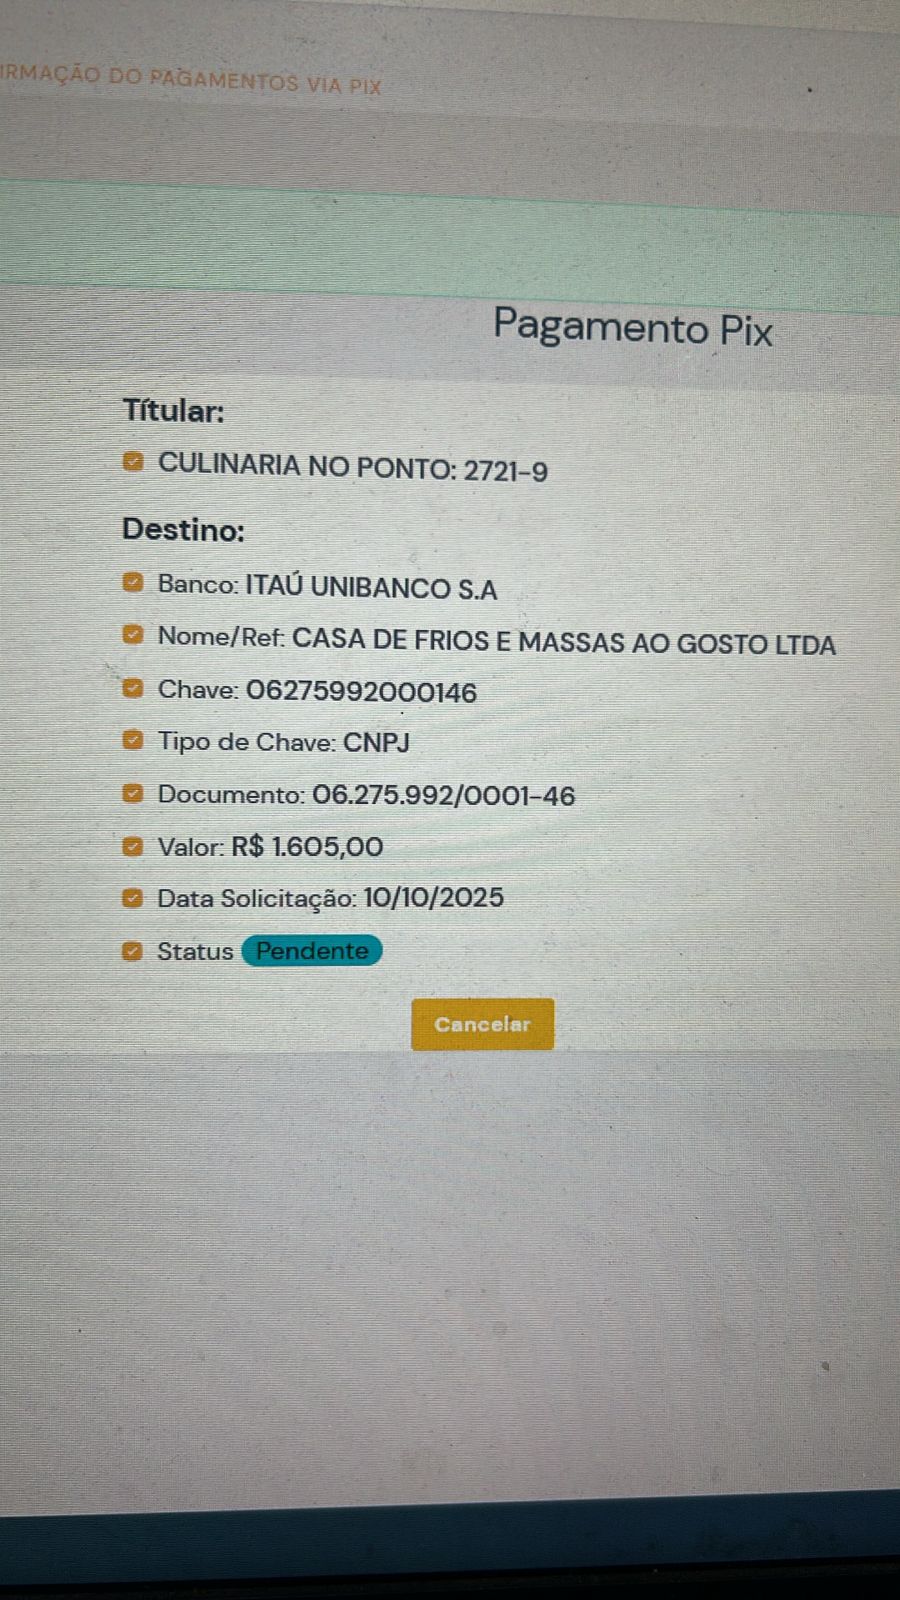 IRMAÇÃO DO PAGAMENTOS VIA PIX
Pagamento Pix
Títular:
CULINARIA NO PONTO: 2721-9
Destino:
Banco: ITAÚ UNIBANCO S.A
Nome/Ref: CASA DE FRIOS E MASSAS AO GOSTO LTDA
Chave: 06275992000146
Tipo de Chave: CNPJ
Documento: 06.275.992/0001-46
Valor: R$ 1.605,00
Data Solicitação: 10/10/2025
Status Pendente
Cancelar